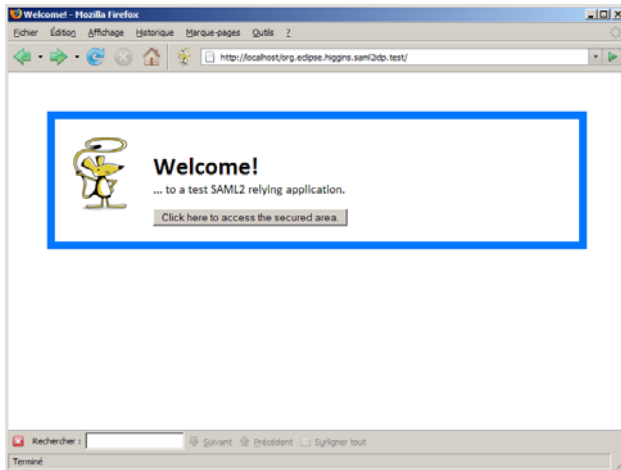 Welcome! - Mozilla Firefox
Fichier Édition Affichage Historique Marque-pages Outils ?
http://localhost/org.eclipse.higgins.saml2idp.test/
Welcome!
... to a test SAML2 relying application.
Click here to access the secured area.
Rechercher : Suivant Précédent Surligner tout
Terminé